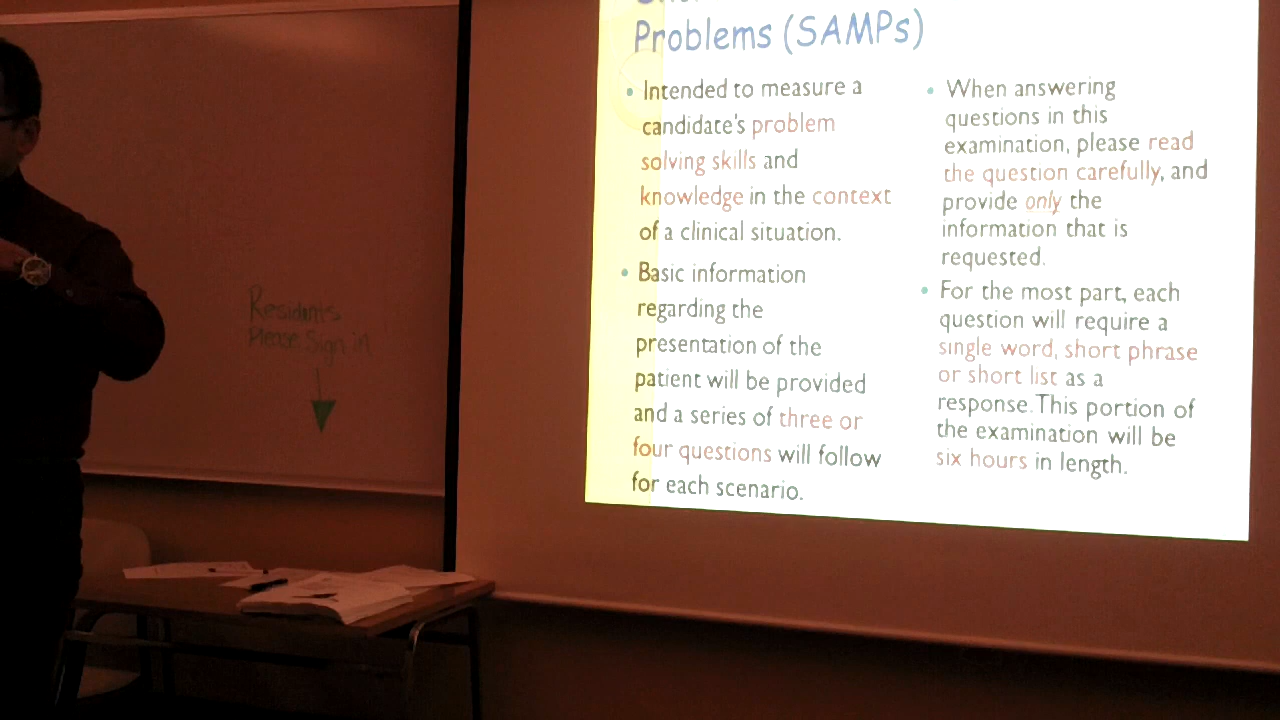 Problems (SAMPs)
• Intended to measure a
candidate's problem
solving skills and
knowledge in the context
of a clinical situation.
• Basic information
regarding the
presentation of the
patient will be provided
and a series of three or
four questions will follow
for each scenario.
• When answering
questions in this
examination, please read
the question carefully, and
provide only the
information that is
requested.
• For the most part, each
question will require a
single word, short phrase
or short list as a
response. This portion of
the examination will be
six hours in length.
Residents
Please Sign in